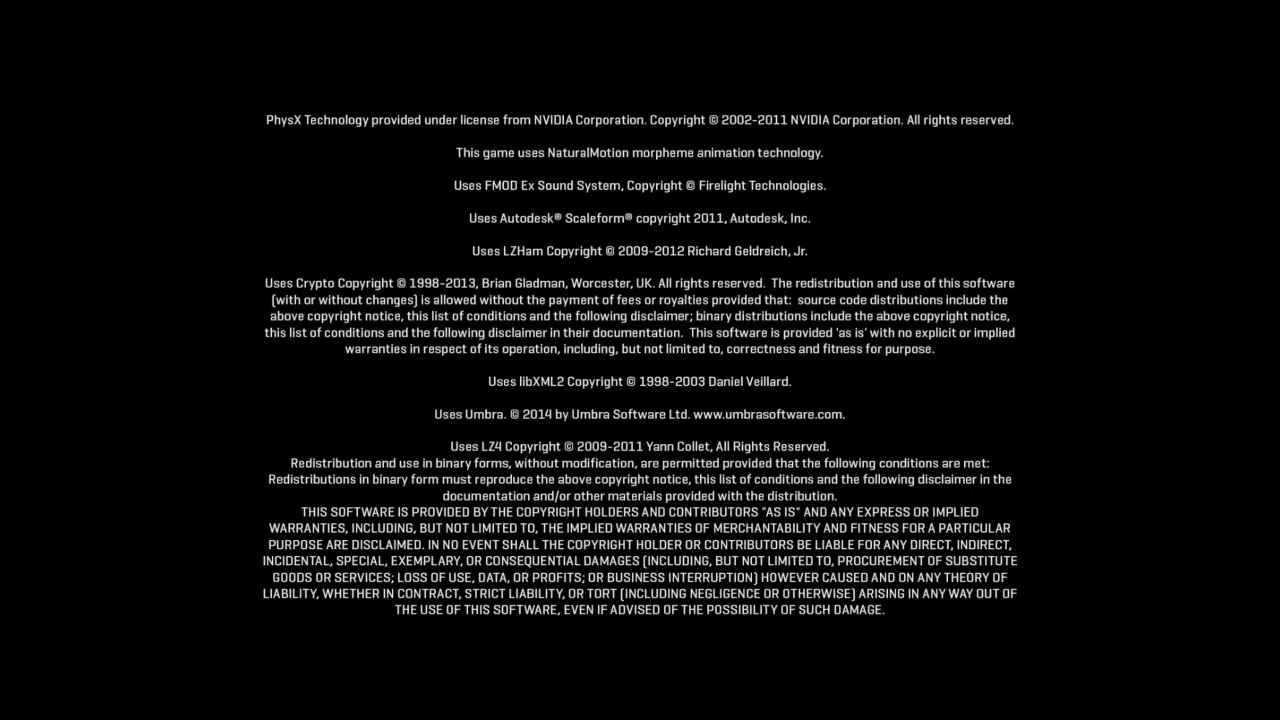 PhysX Technology provided under license from NVIDIA Corporation. Copyright © 2002-2011 NVIDIA Corporation. All rights reserved.
This game uses NaturalMotion morpheme animation technology.
Uses FMOD Ex Sound System, Copyright © Firelight Technologies.
Uses Autodesk® Scaleform® copyright 2011, Autodesk, Inc.
Uses LZHam Copyright © 2009-2012 Richard Geldreich, Jr.
Uses Crypto Copyright © 1998-2013, Brian Gladman, Worcester, UK. All rights reserved.  The redistribution and use of this software
(with or without changes) is allowed without the payment of fees or royalties provided that:  source code distributions include the
above copyright notice, this list of conditions and the following disclaimer; binary distributions include the above copyright notice,
this list of conditions and the following disclaimer in their documentation.  This software is provided 'as is' with no explicit or implied
warranties in respect of its operation, including, but not limited to, correctness and fitness for purpose.
Uses libXML2 Copyright © 1998-2003 Daniel Veillard.
Uses Umbra. © 2014 by Umbra Software Ltd. www.umbrasoftware.com.
Uses LZ4 Copyright © 2009-2011 Yann Collet, All Rights Reserved.
Redistribution and use in binary forms, without modification, are permitted provided that the following conditions are met:
Redistributions in binary form must reproduce the above copyright notice, this list of conditions and the following disclaimer in the
documentation and/or other materials provided with the distribution.
THIS SOFTWARE IS PROVIDED BY THE COPYRIGHT HOLDERS AND CONTRIBUTORS "AS IS" AND ANY EXPRESS OR IMPLIED
WARRANTIES, INCLUDING, BUT NOT LIMITED TO, THE IMPLIED WARRANTIES OF MERCHANTABILITY AND FITNESS FOR A PARTICULAR
PURPOSE ARE DISCLAIMED. IN NO EVENT SHALL THE COPYRIGHT HOLDER OR CONTRIBUTORS BE LIABLE FOR ANY DIRECT, INDIRECT,
INCIDENTAL, SPECIAL, EXEMPLARY, OR CONSEQUENTIAL DAMAGES (INCLUDING, BUT NOT LIMITED TO, PROCUREMENT OF SUBSTITUTE
GOODS OR SERVICES; LOSS OF USE, DATA, OR PROFITS; OR BUSINESS INTERRUPTION) HOWEVER CAUSED AND ON ANY THEORY OF
LIABILITY, WHETHER IN CONTRACT, STRICT LIABILITY, OR TORT (INCLUDING NEGLIGENCE OR OTHERWISE) ARISING IN ANY WAY OUT OF
THE USE OF THIS SOFTWARE, EVEN IF ADVISED OF THE POSSIBILITY OF SUCH DAMAGE.